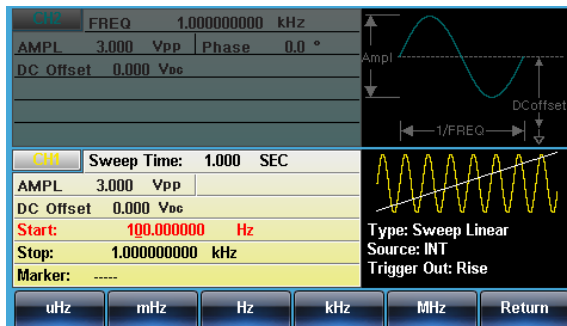 CH2 FREQ 1.000000000 kHz
AMPL 3.000 VPP Phase 0.0 °
DC Offset 0.000 VDC
Ampl
DCoffset
1/FREQ
CH1 Sweep Time: 1.000 SEC
AMPL 3.000 VPP
DC Offset 0.000 VDC
Start: 100.000000 Hz
Stop: 1.000000000 kHz
Marker: -----
Type: Sweep Linear
Source: INT
Trigger Out: Rise
uHz mHz Hz kHz MHz Return